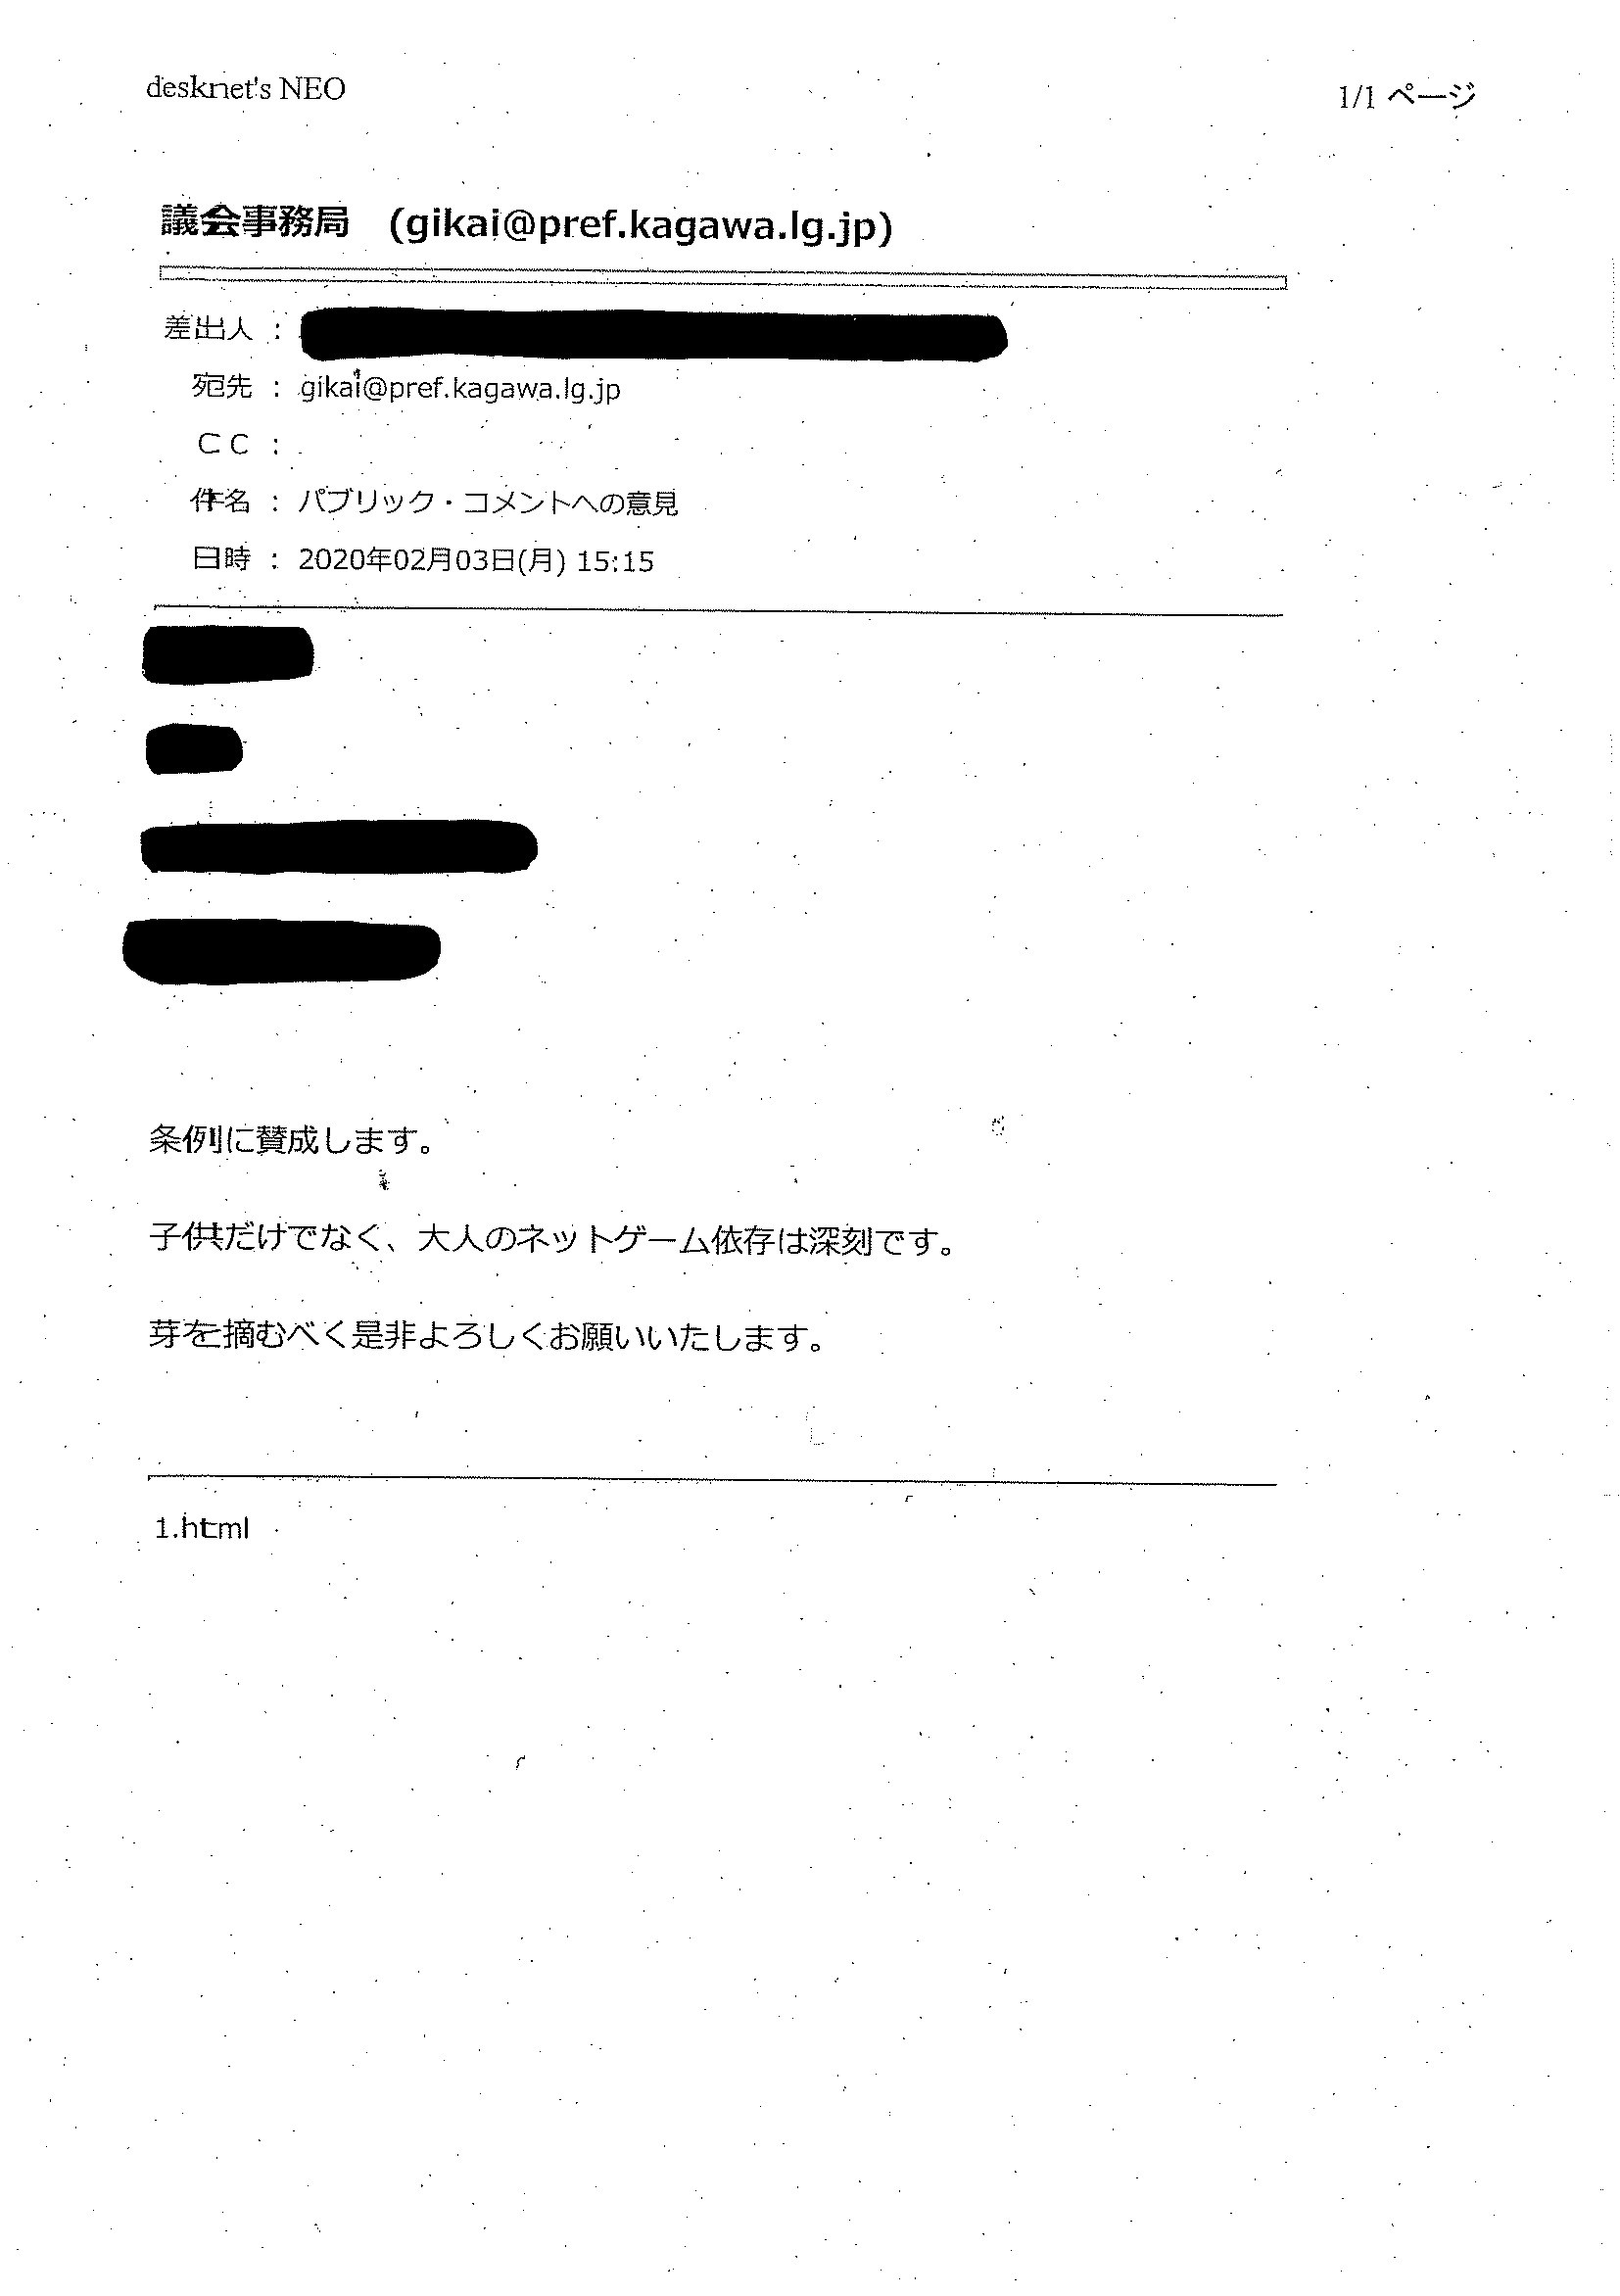 desknet's NEO
1/1 ページ
議会事務局 (gikai@pref.kagawa.lg.jp)
差出人 :
宛先 : gikai@pref.kagawa.lg.jp
CC :
件名 : パブリック・コメントへの意見
日時 : 2020年02月03日(月) 15:15
条例に賛成します。
子供だけでなく、大人のネットゲーム依存は深刻です。
芽を摘むべく是非よろしくお願いいたします。
1.html